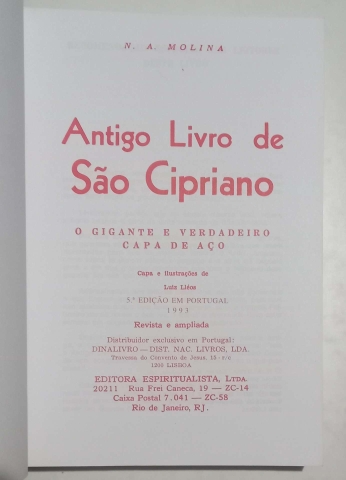 N. A. MOLINA
Antigo Livro de
São Cipriano
O GIGANTE E VERDADEIRO
CAPA DE AÇO
Capa e Ilustrações de
Luiz Lléos
5.ª EDIÇÃO EM PORTUGAL
1993
Revista e ampliada
Distribuidor exclusivo em Portugal:
DINALIVRO — DIST. NAC. LIVROS, LDA.
Travessa do Convento de Jesus, 15 - r/c
1200 LISBOA
EDITORA ESPIRITUALISTA, LTDA.
20211 Rua Frei Caneca, 19 — ZC-14
Caixa Postal 7.041 — ZC-58
Rio de Janeiro, RJ.